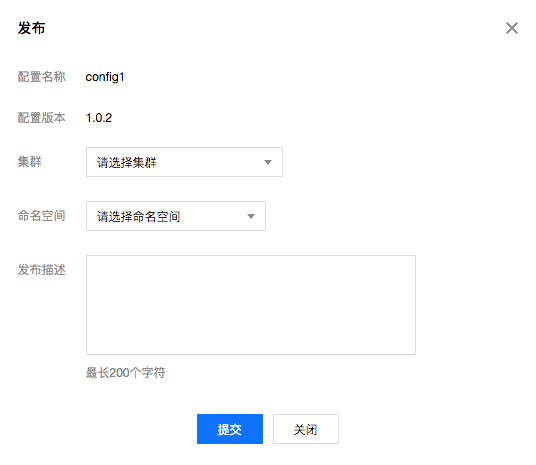 发布
配置名称 config1
配置版本 1.0.2
集群 请选择集群
命名空间 请选择命名空间
发布描述
最长200个字符
提交 关闭